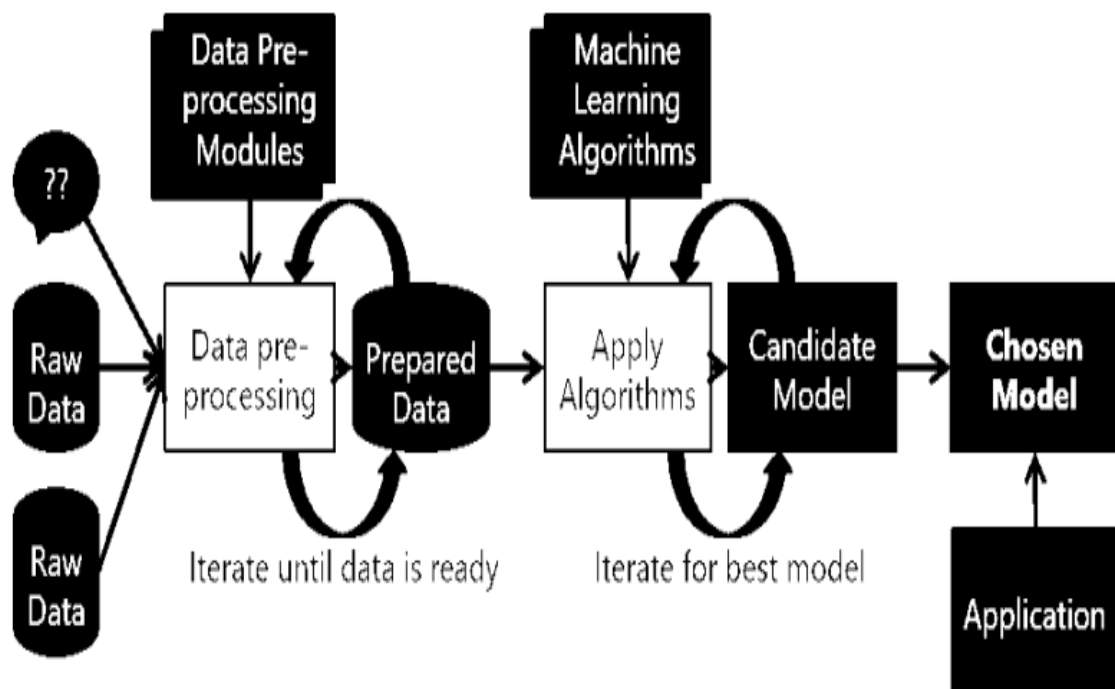 Data Pre-
processing
Modules
Machine
Learning
Algorithms
??
Raw
Data
Data pre-
processing
Prepared
Data
Apply
Algorithms
Candidate
Model
Chosen
Model
Raw
Data
Iterate until data is ready
Iterate for best model
Application